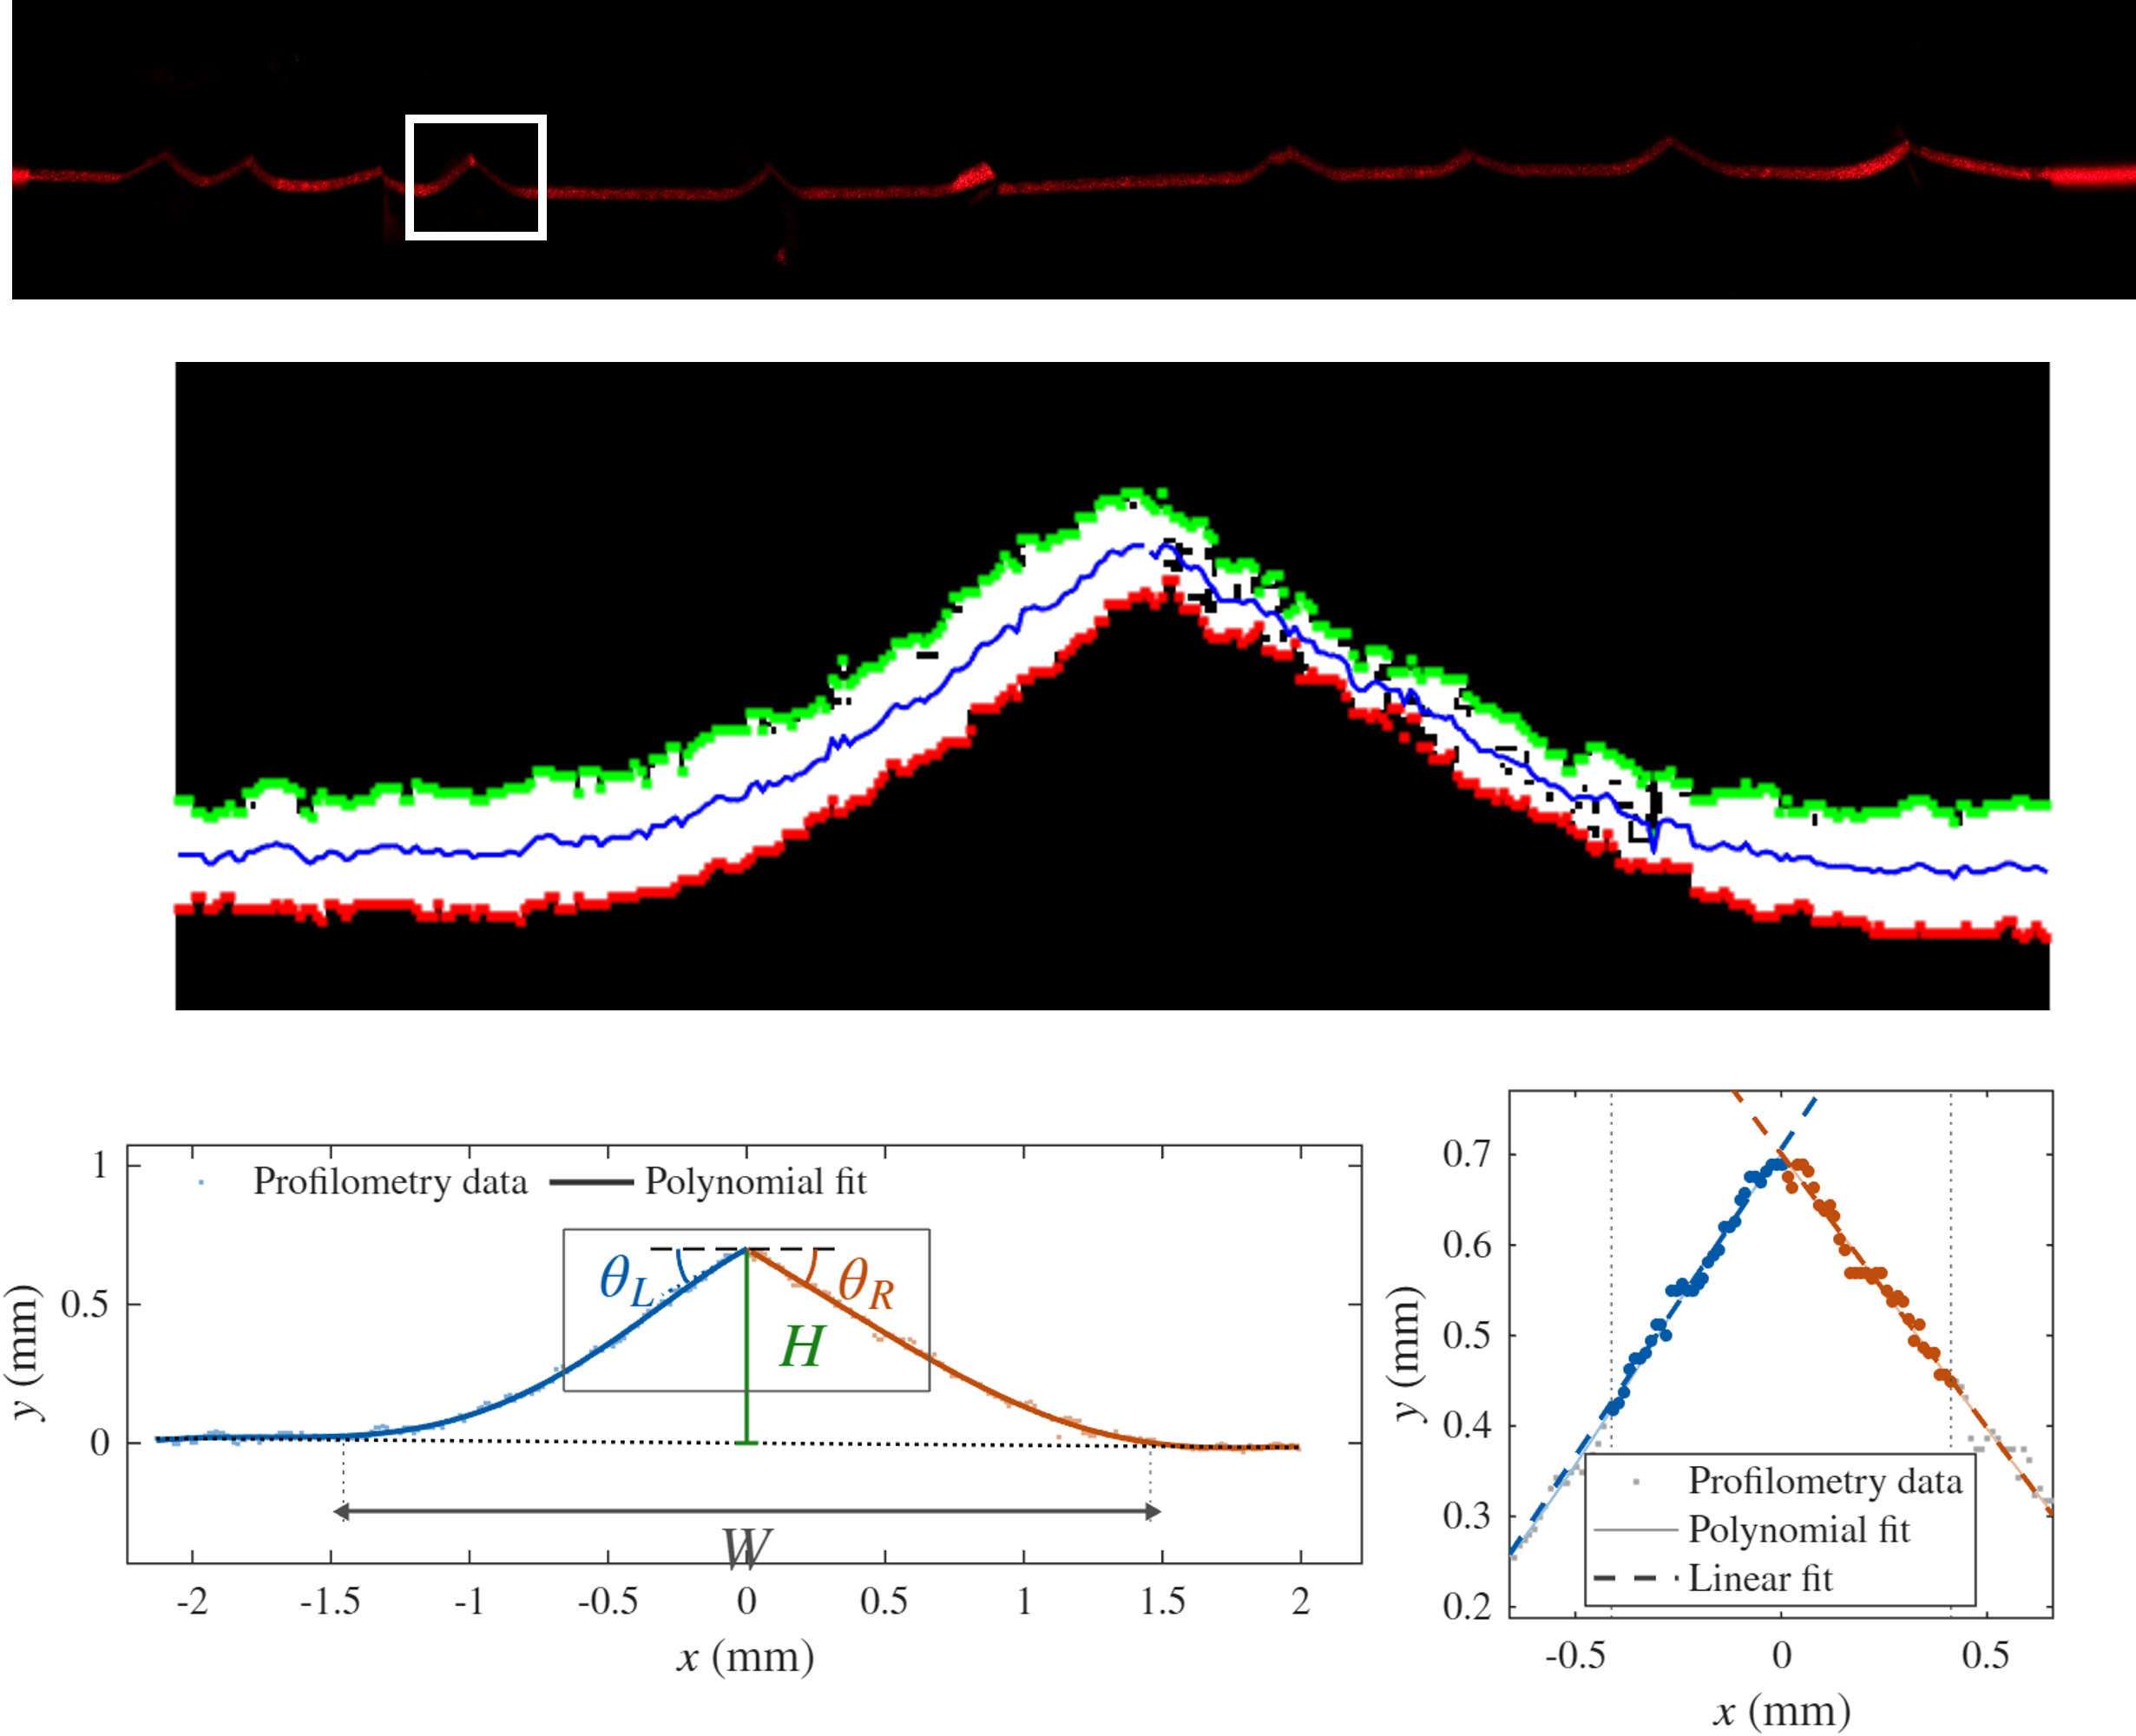 Profilometry data
Polynomial fit
θL
θR
H
W
1
0.5
0
y (mm)
-2
-1.5
-1
-0.5
0
0.5
1
1.5
2
x (mm)
0.7
0.6
0.5
0.4
0.3
0.2
y (mm)
Profilometry data
Polynomial fit
Linear fit
-0.5
0
0.5
x (mm)